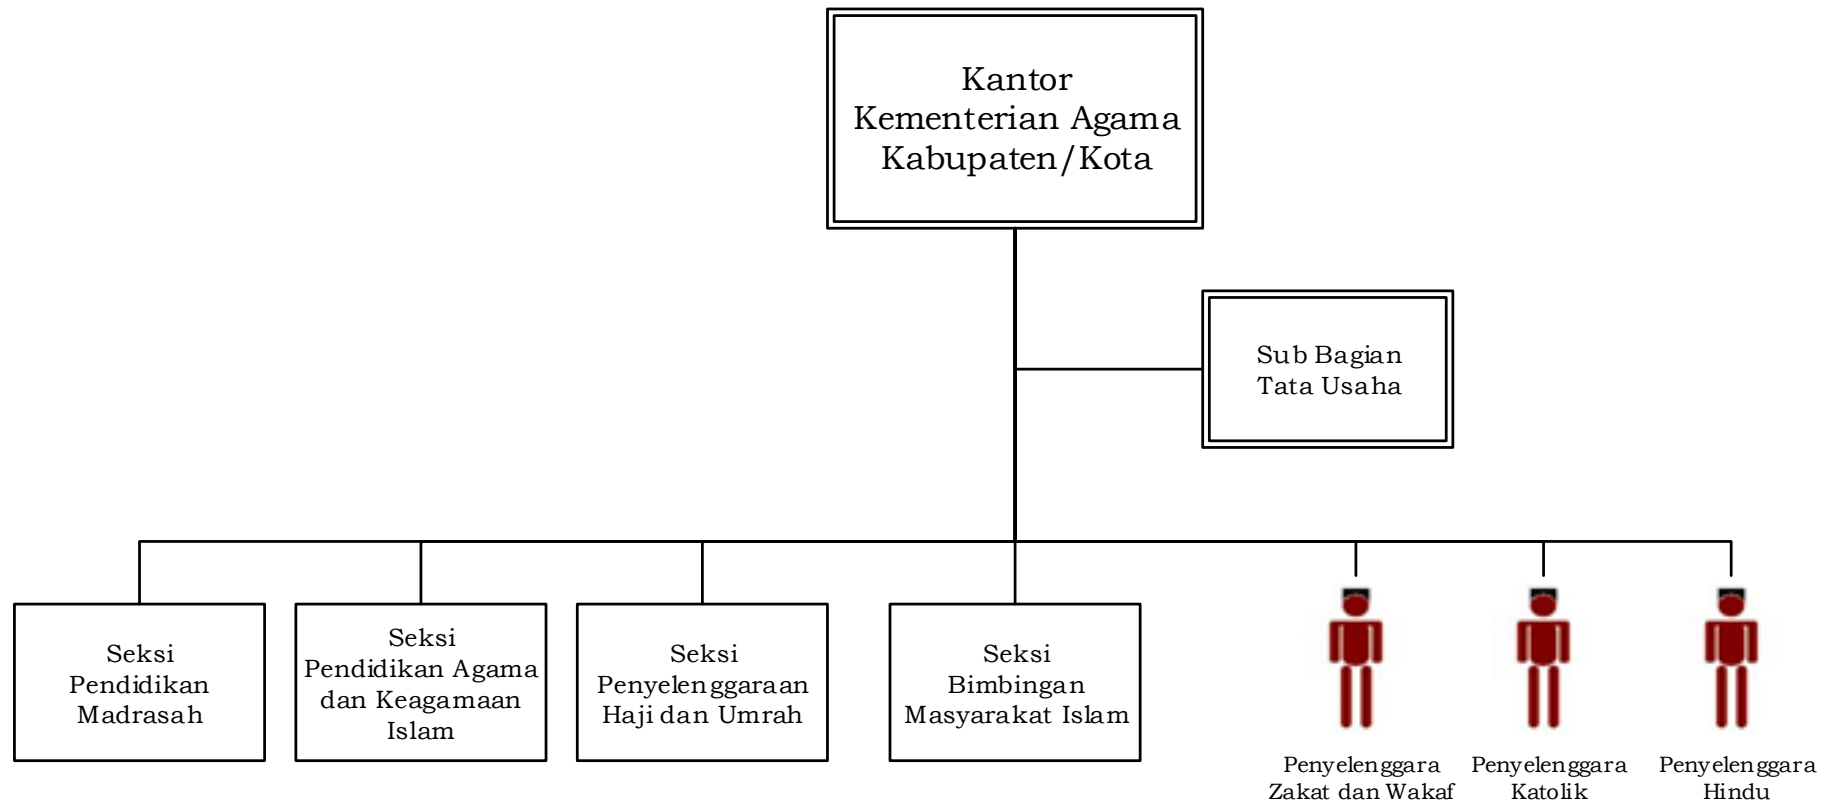 Kantor
Kementerian Agama
Kabupaten/Kota
Sub Bagian
Tata Usaha
Seksi
Pendidikan
Madrasah
Seksi
Pendidikan Agama
dan Keagamaan
Islam
Seksi
Penyelenggaraan
Haji dan Umrah
Seksi
Bimbingan
Masyarakat Islam
Penyelenggara
Zakat dan Wakaf
Penyelenggara
Katolik
Penyelenggara
Hindu